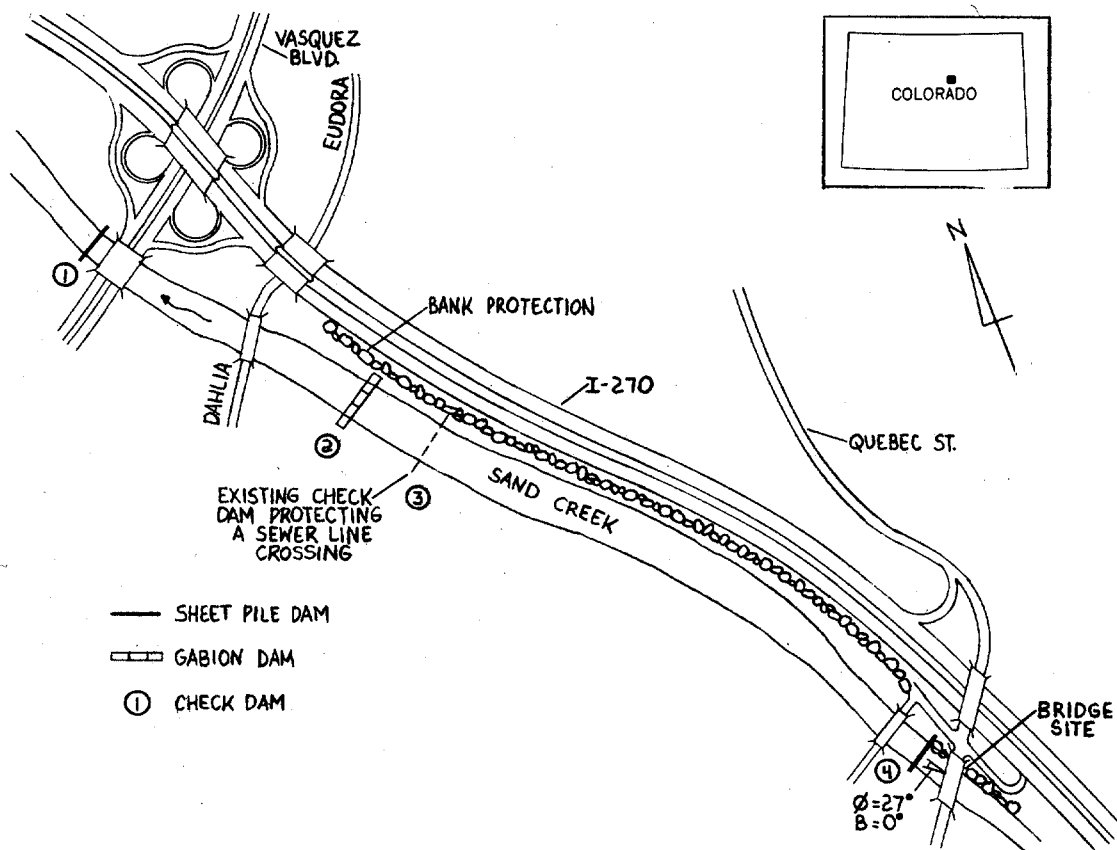 VASQUEZ
BLVD.
COLORADO
EUDORA
N
①
BANK PROTECTION
I-270
DAHLIA
QUEBEC ST.
②
SAND CREEK
③
EXISTING CHECK
DAM PROTECTING
A SEWER LINE
CROSSING
SHEET PILE DAM
GABION DAM
① CHECK DAM
BRIDGE
SITE
④
Ø=27°
B=0°